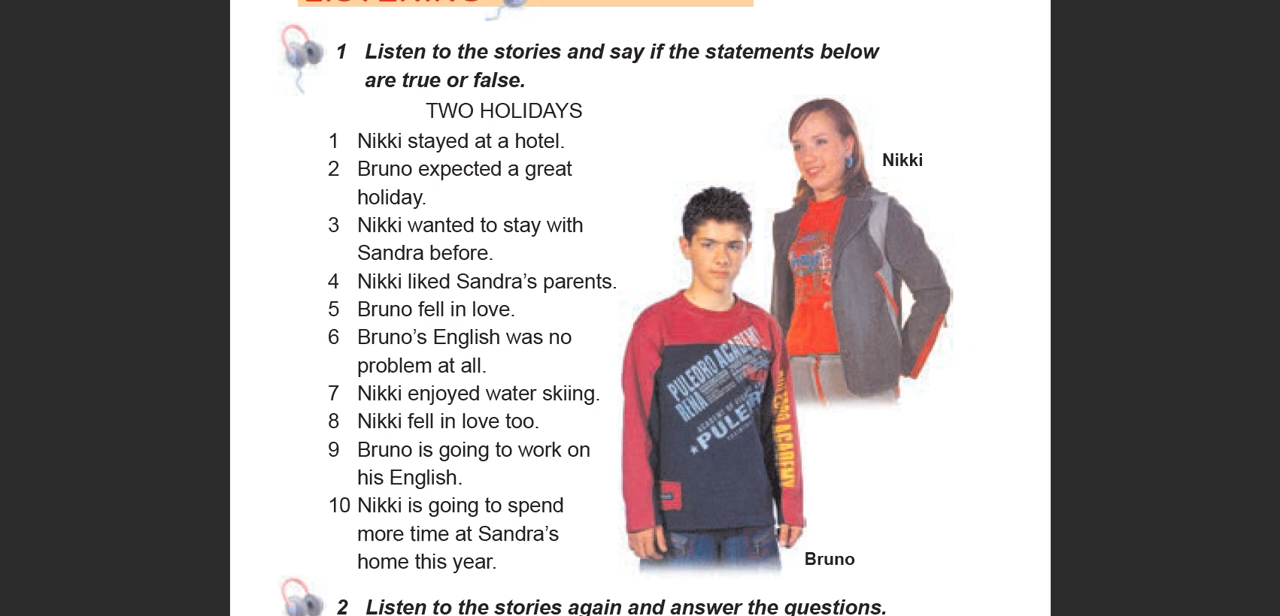 LISTENING
1 Listen to the stories and say if the statements below
are true or false.
TWO HOLIDAYS
1 Nikki stayed at a hotel.
2 Bruno expected a great
holiday.
3 Nikki wanted to stay with
Sandra before.
4 Nikki liked Sandra’s parents.
5 Bruno fell in love.
6 Bruno’s English was no
problem at all.
7 Nikki enjoyed water skiing.
8 Nikki fell in love too.
9 Bruno is going to work on
his English.
10 Nikki is going to spend
more time at Sandra’s
home this year.
Nikki
PULEDRO ACADEMY
RENA
PULE
Bruno
2 Listen to the stories again and answer the questions.